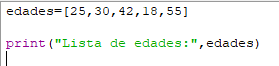 edades=[25,30,42,18,55]
print("Lista de edades:",edades)